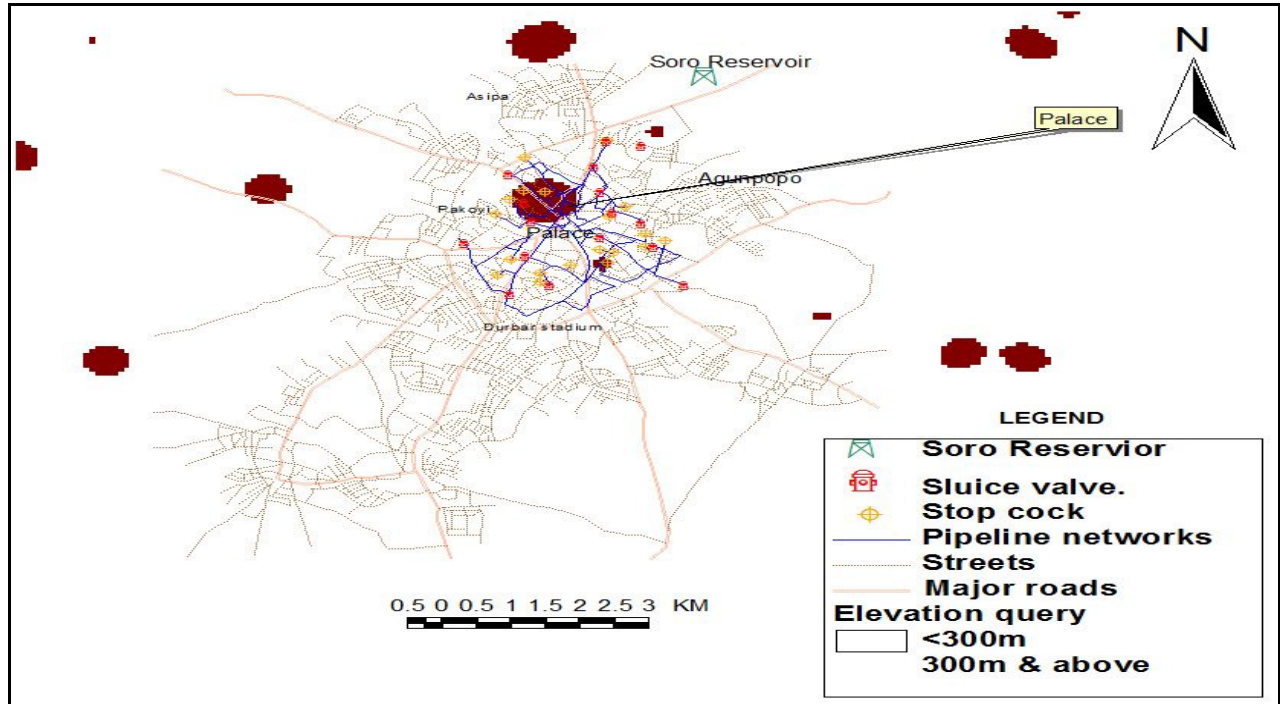 N
Soro Reservoir
Asipa
Palace
Agunpopo
Pakoyi
Palace
Durbar stadium
LEGEND
Soro Reservior
Sluice valve.
Stop cock
Pipeline networks
Streets
Major roads
Elevation query
<300m
300m & above
0.5 0 0.5 1 1.5 2 2.5 3 KM